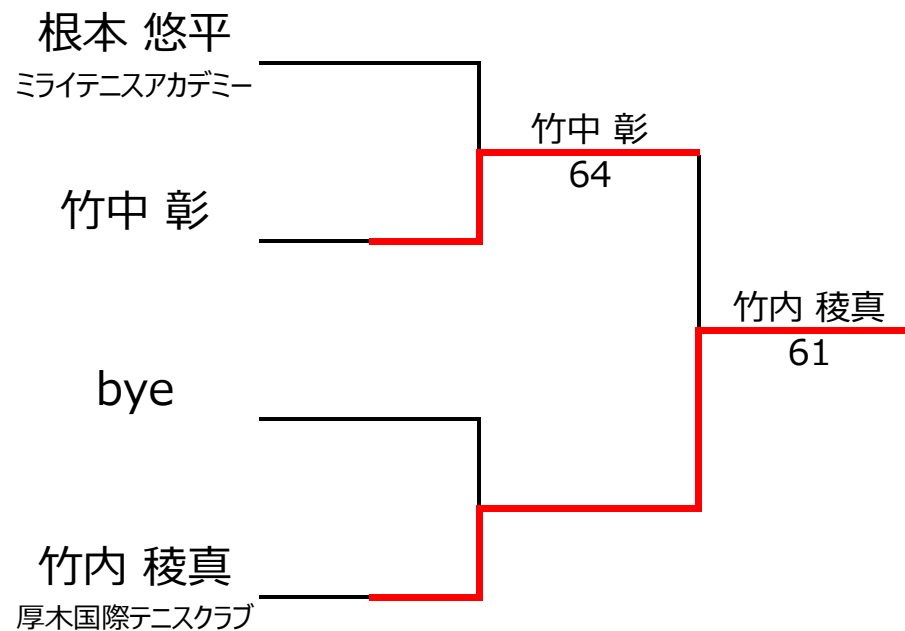 根本 悠平
ミライテニスアカデミー
竹中 彰
64
竹中 彰
竹内 稜真
61
bye
竹内 稜真
厚木国際テニスクラブ